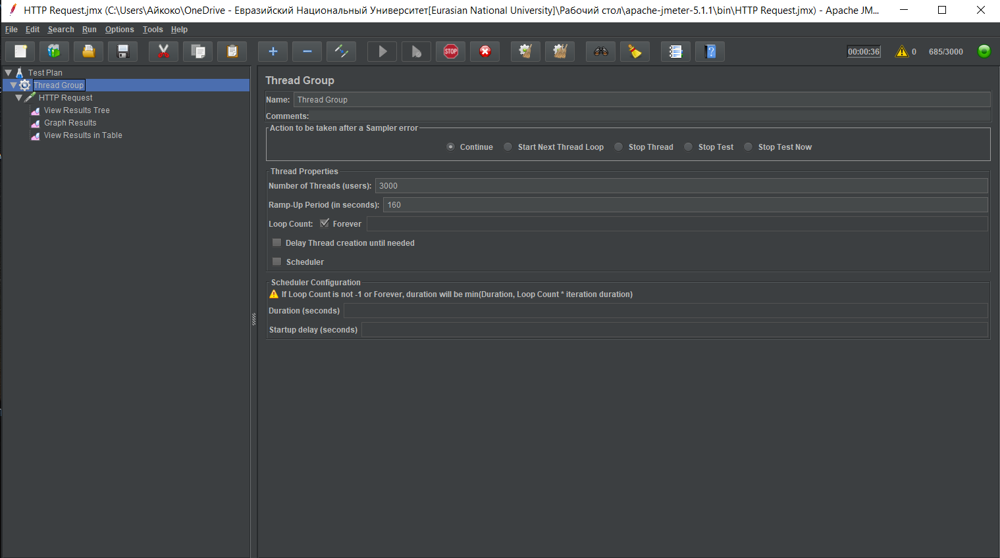 HTTP Request.jmx (C:\Users\Айкоко\OneDrive - Евразийский Национальный Университет[Eurasian National University]\Рабочий стол\apache-jmeter-5.1.1\bin\HTTP Request.jmx) - Apache JM...
File Edit Search Run Options Tools Help
STOP 00:00:36 0 685/3000
Test Plan
Thread Group
HTTP Request
View Results Tree
Graph Results
View Results in Table
Thread Group
Name: Thread Group
Comments:
Action to be taken after a Sampler error
Continue Start Next Thread Loop Stop Thread Stop Test Stop Test Now
Thread Properties
Number of Threads (users): 3000
Ramp-Up Period (in seconds): 160
Loop Count: Forever
Delay Thread creation until needed
Scheduler
Scheduler Configuration
If Loop Count is not -1 or Forever, duration will be min(Duration, Loop Count * iteration duration)
Duration (seconds)
Startup delay (seconds)